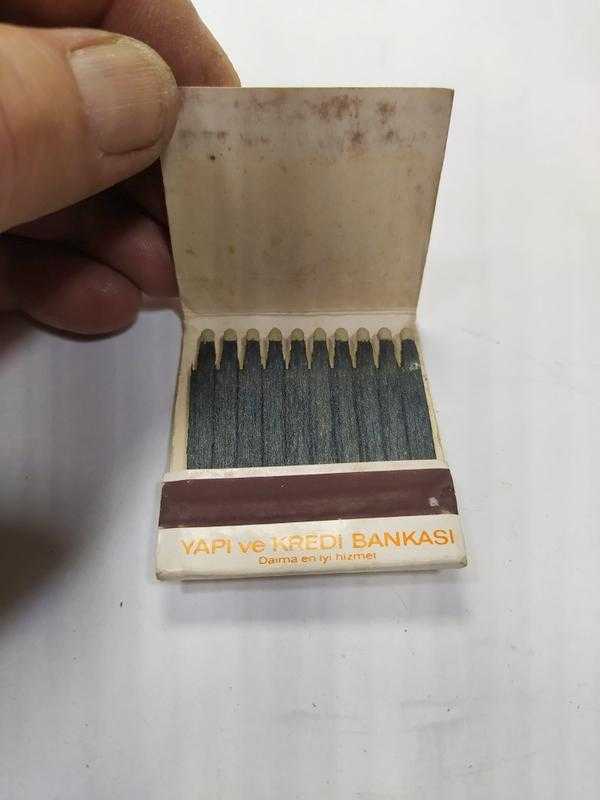 YAPI ve KREDİ BANKASI
Daima en iyi hizmet